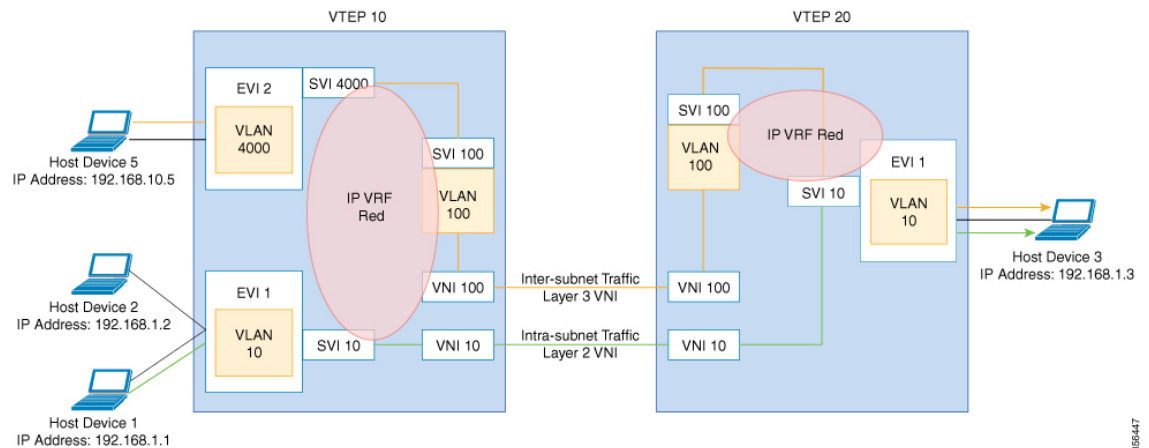 VTEP 10
VTEP 20
EVI 2
SVI 4000
VLAN
4000
Host Device 5
IP Address: 192.168.10.5
SVI 100
VLAN
100
IP VRF
Red
SVI 100
VLAN
100
IP VRF Red
EVI 1
SVI 10
VLAN
10
Host Device 3
IP Address: 192.168.1.3
Host Device 2
IP Address: 192.168.1.2
EVI 1
VLAN
10
SVI 10
VNI 100
Inter-subnet Traffic
Layer 3 VNI
VNI 100
VNI 10
Intra-subnet Traffic
Layer 2 VNI
VNI 10
Host Device 1
IP Address: 192.168.1.1